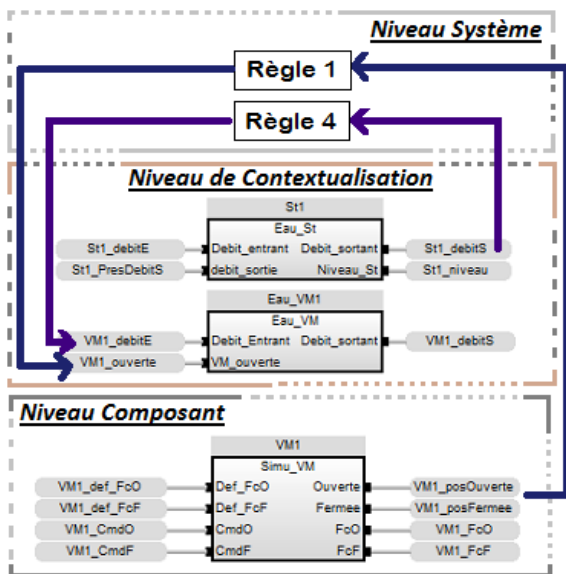 Niveau Système
Règle 1
Règle 4
Niveau de Contextualisation
St1
Eau_St
St1_debitE Debit_entrant Debit_sortant St1_debitS
St1_PresDebitS debit_sortie Niveau_St St1_niveau
Eau_VM1
Eau_VM
VM1_debitE Debit_Entrant Debit_sortant VM1_debitS
VM1_ouverte VM_ouverte
Niveau Composant
VM1
Simu_VM
VM1_def_FcO Def_FcO Ouverte VM1_posOuverte
VM1_def_FcF Def_FcF Fermee VM1_posFermee
VM1_CmdO CmdO FcO VM1_FcO
VM1_CmdF CmdF FcF VM1_FcF